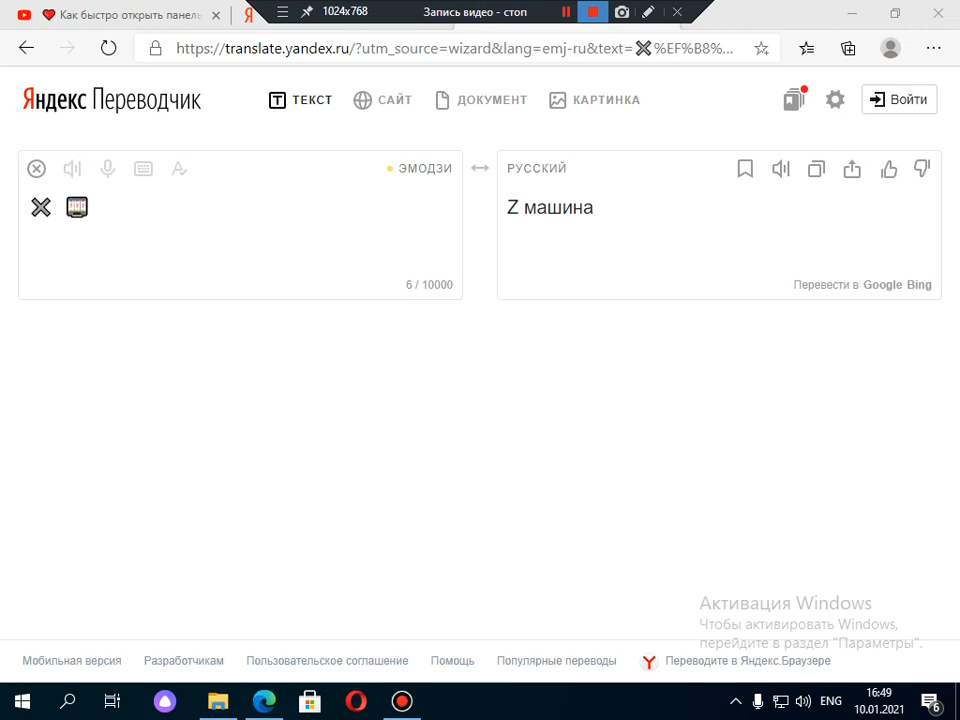 Как быстро открыть панель
1024x768
Запись видео - стоп
https://translate.yandex.ru/?utm_source=wizard&lang=emj-ru&text=✖%EF%B8%...
Яндекс Переводчик
ТЕКСТ
САЙТ
ДОКУМЕНТ
КАРТИНКА
Войти
ЭМОДЗИ
РУССКИЙ
Z машина
6 / 10000
Перевести в Google Bing
Активация Windows
Чтобы активировать Windows,
перейдите в раздел "Параметры".
Мобильная версия
Разработчикам
Пользовательское соглашение
Помощь
Популярные переводы
Переводите в Яндекс.Браузере
ENG
16:49
10.01.2021
6